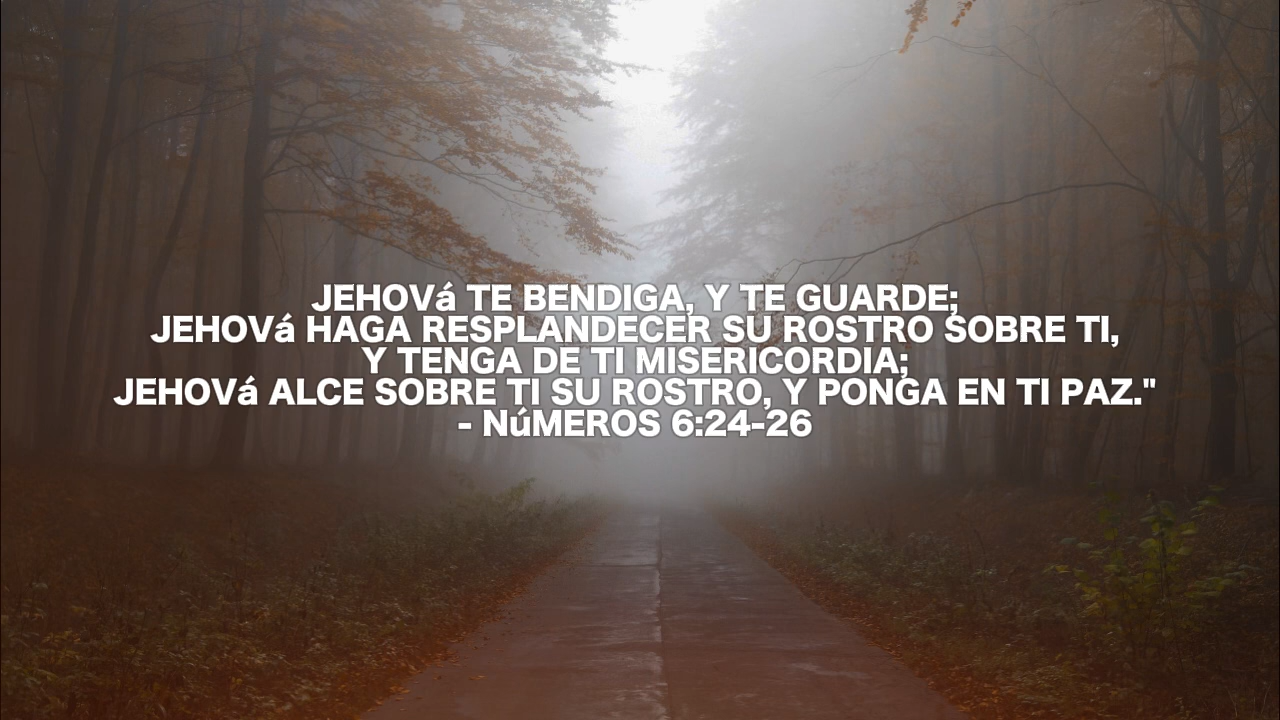 JEHOVá TE BENDIGA, Y TE GUARDE;
JEHOVá HAGA RESPLANDECER SU ROSTRO SOBRE TI,
Y TENGA DE TI MISERICORDIA;
JEHOVá ALCE SOBRE TI SU ROSTRO, Y PONGA EN TI PAZ."
- NúMEROS 6:24-26